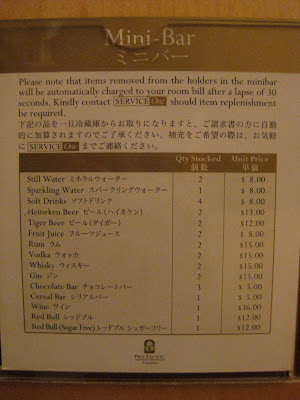 Mini-Bar
ミニバー
Please note that items removed from the holders in the minibar
will be automatically charged to your room bill after a lapse of 30
seconds. Kindly contact SERVICE One should item replenishment
be required.
下記の品を一旦冷蔵庫からお取りになりますと、ご請求書の方に自動
的に加算されますのでご了承ください。補充をご希望の際は、お気軽
に SERVICE One までご連絡ください。
Qty Stocked Unit Price
個数 単価
Still Water ミネラルウォーター 2 $ 8.00
Sparkling Water スパークリングウォーター 1 $ 8.00
Soft Drinks ソフトドリンク 4 $ 8.00
Heineken Beer ビール(ハイネケン) 2 $13.00
Tiger Beer ビール(タイガー) 2 $12.00
Fruit Juice フルーツジュース 2 $ 8.00
Rum ラム 2 $15.00
Vodka ウォッカ 2 $15.00
Whisky ウィスキー 2 $15.00
Gin ジン 2 $15.00
Chocolate Bar チョコレートバー 3 $ 5.00
Cereal Bar シリアルバー 1 $ 5.00
Wine ワイン 1 $36.00
Red Bull レッドブル 1 $12.00
Red Bull (Sugar Free) レッドブル シュガーフリー 1 $12.00
PAN PACIFIC
Singapore